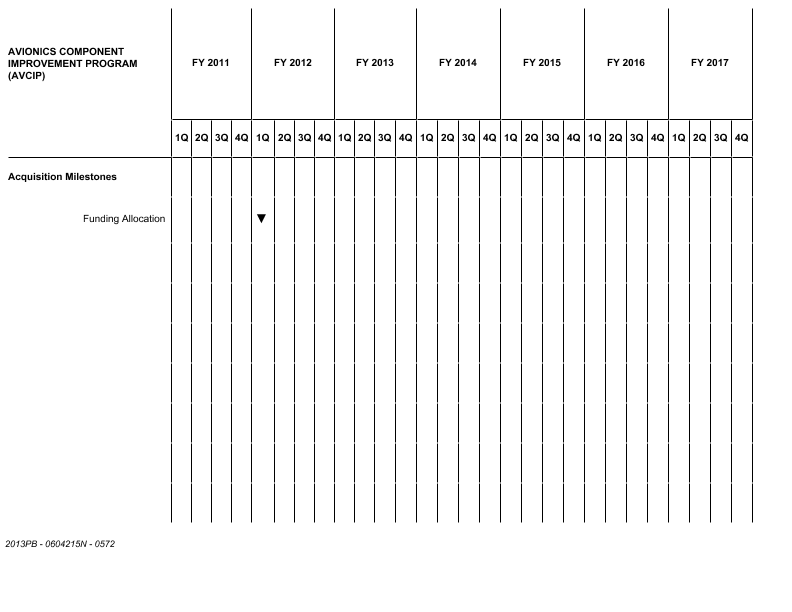 AVIONICS COMPONENT
IMPROVEMENT PROGRAM
(AVCIP)
FY 2011 FY 2012 FY 2013 FY 2014 FY 2015 FY 2016 FY 2017
1Q 2Q 3Q 4Q 1Q 2Q 3Q 4Q 1Q 2Q 3Q 4Q 1Q 2Q 3Q 4Q 1Q 2Q 3Q 4Q 1Q 2Q 3Q 4Q 1Q 2Q 3Q 4Q
Acquisition Milestones
Funding Allocation
2013PB - 0604215N - 0572